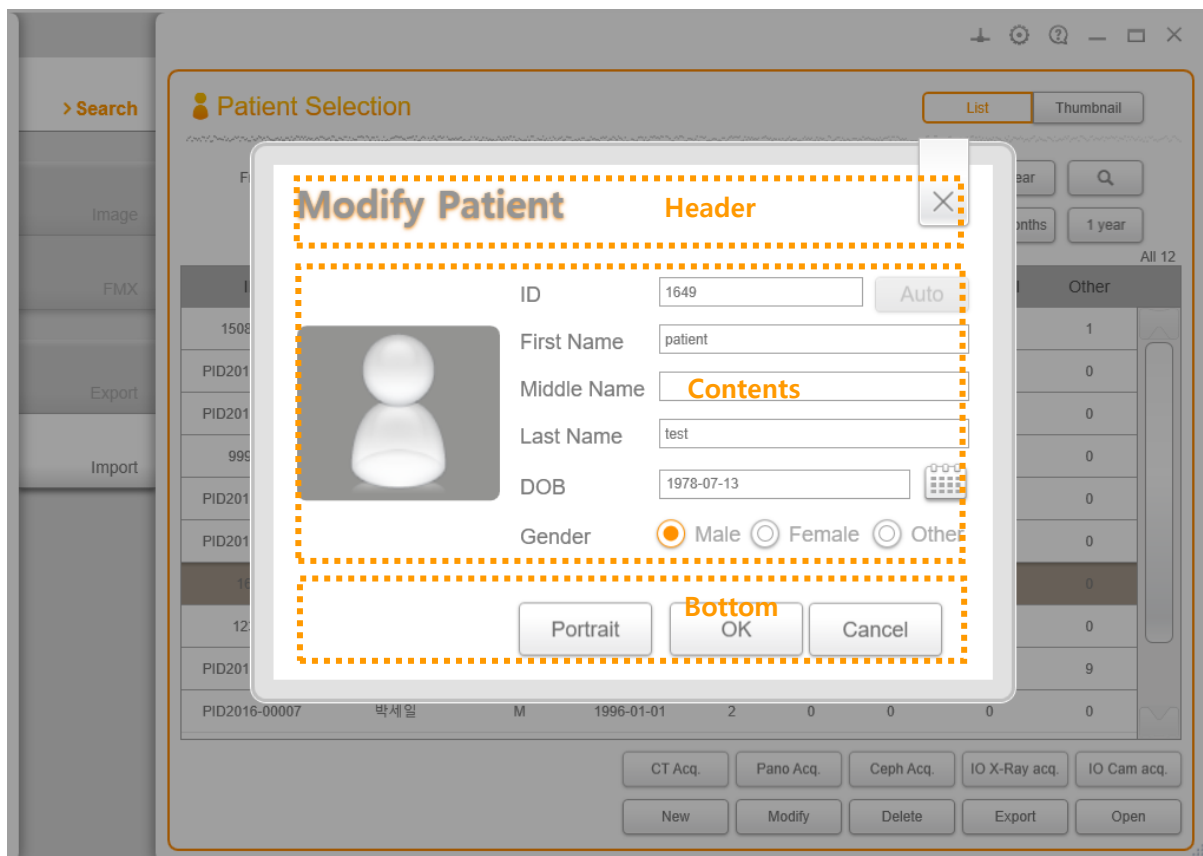 > Search
Patient Selection
List
Thumbnail
Image
FMX
Export
Import
1 year
All 12
Modify Patient
Header
Other
ID
1649
Auto
First Name
patient
Middle Name
Contents
Last Name
test
DOB
1978-07-13
Gender
Male
Female
Other
Bottom
Portrait
OK
Cancel
1
0
0
0
0
0
0
0
9
PID2016-00007 박세일 M 1996-01-01 2 0 0 0 0
CT Acq.
Pano Acq.
Ceph Acq.
IO X-Ray acq.
IO Cam acq.
New
Modify
Delete
Export
Open